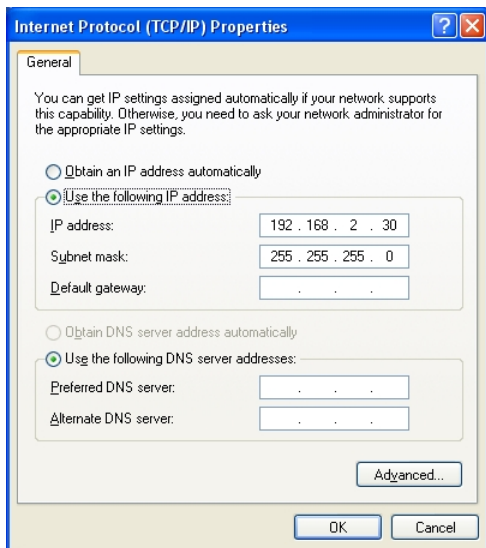 Internet Protocol (TCP/IP) Properties
General
You can get IP settings assigned automatically if your network supports
this capability. Otherwise, you need to ask your network administrator for
the appropriate IP settings.
Obtain an IP address automatically
Use the following IP address:
IP address: 192 . 168 . 2 . 30
Subnet mask: 255 . 255 . 255 . 0
Default gateway: . . .
Obtain DNS server address automatically
Use the following DNS server addresses:
Preferred DNS server: . . .
Alternate DNS server: . . .
Advanced...
OK Cancel